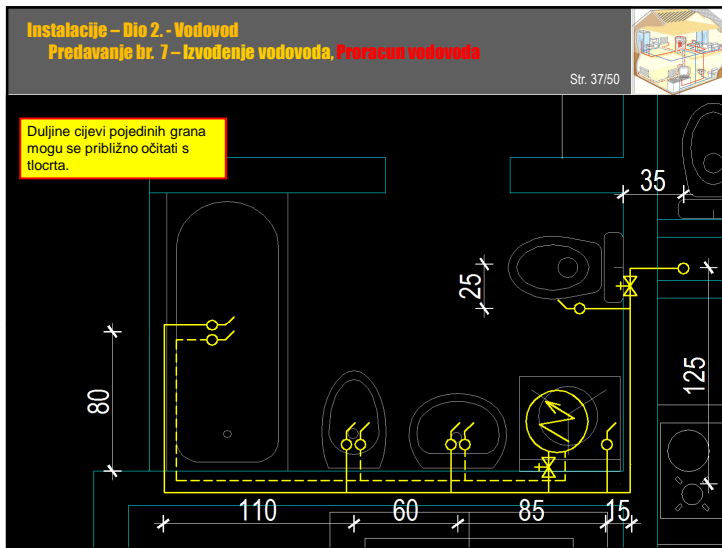 Instalacije – Dio 2. - Vodovod
Predavanje br. 7 – Izvođenje vodovoda, Proracun vodovoda
Str. 37/50
Duljine cijevi pojedinih grana
mogu se približno očitati s
tlocrta.
35
25
125
80
110
60
85
15